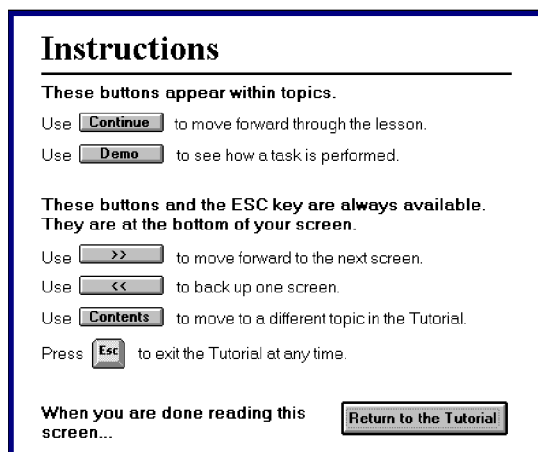 Instructions
These buttons appear within topics.
Use Continue to move forward through the lesson.
Use Demo to see how a task is performed.
These buttons and the ESC key are always available.
They are at the bottom of your screen.
Use >> to move forward to the next screen.
Use << to back up one screen.
Use Contents to move to a different topic in the Tutorial.
Press Esc to exit the Tutorial at any time.
When you are done reading this
screen...
Return to the Tutorial